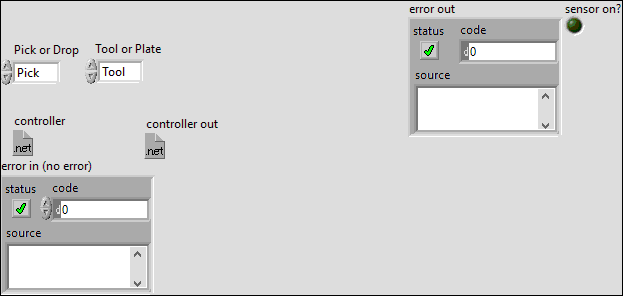 error out
sensor on?
status
code
d0
source
Pick or Drop
Tool or Plate
Pick
Tool
controller
controller out
.net
.net
error in (no error)
status
code
d0
source